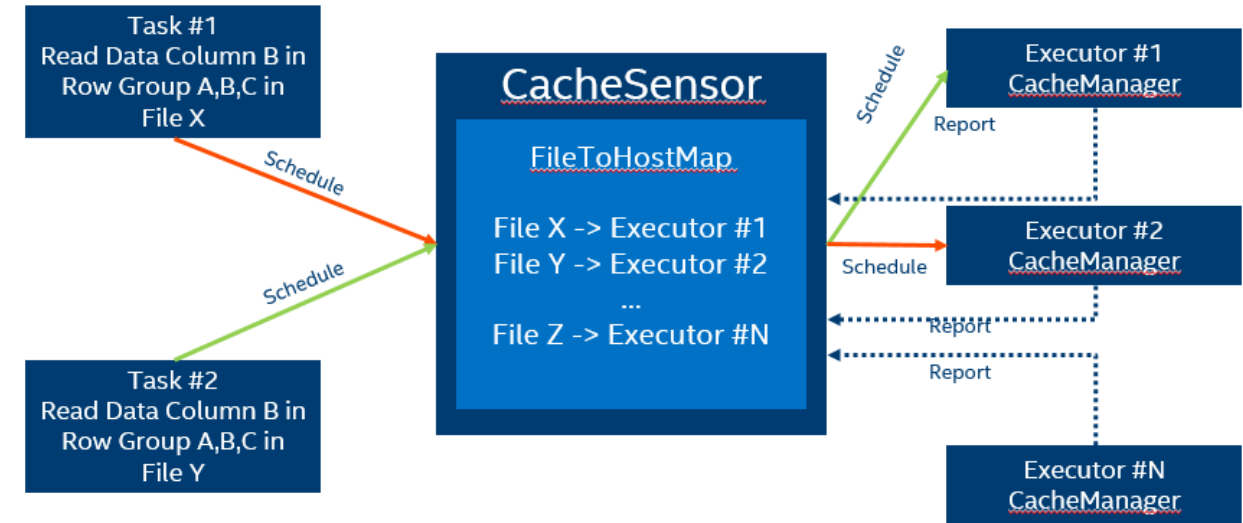 Task #1
Read Data Column B in
Row Group A,B,C in
File X
Schedule
Schedule
Task #2
Read Data Column B in
Row Group A,B,C in
File Y
CacheSensor
FileToHostMap
File X -> Executor #1
File Y -> Executor #2
...
File Z -> Executor #N
Schedule
Report
Schedule
Report
Report
Executor #1
CacheManager
Executor #2
CacheManager
Executor #N
CacheManager